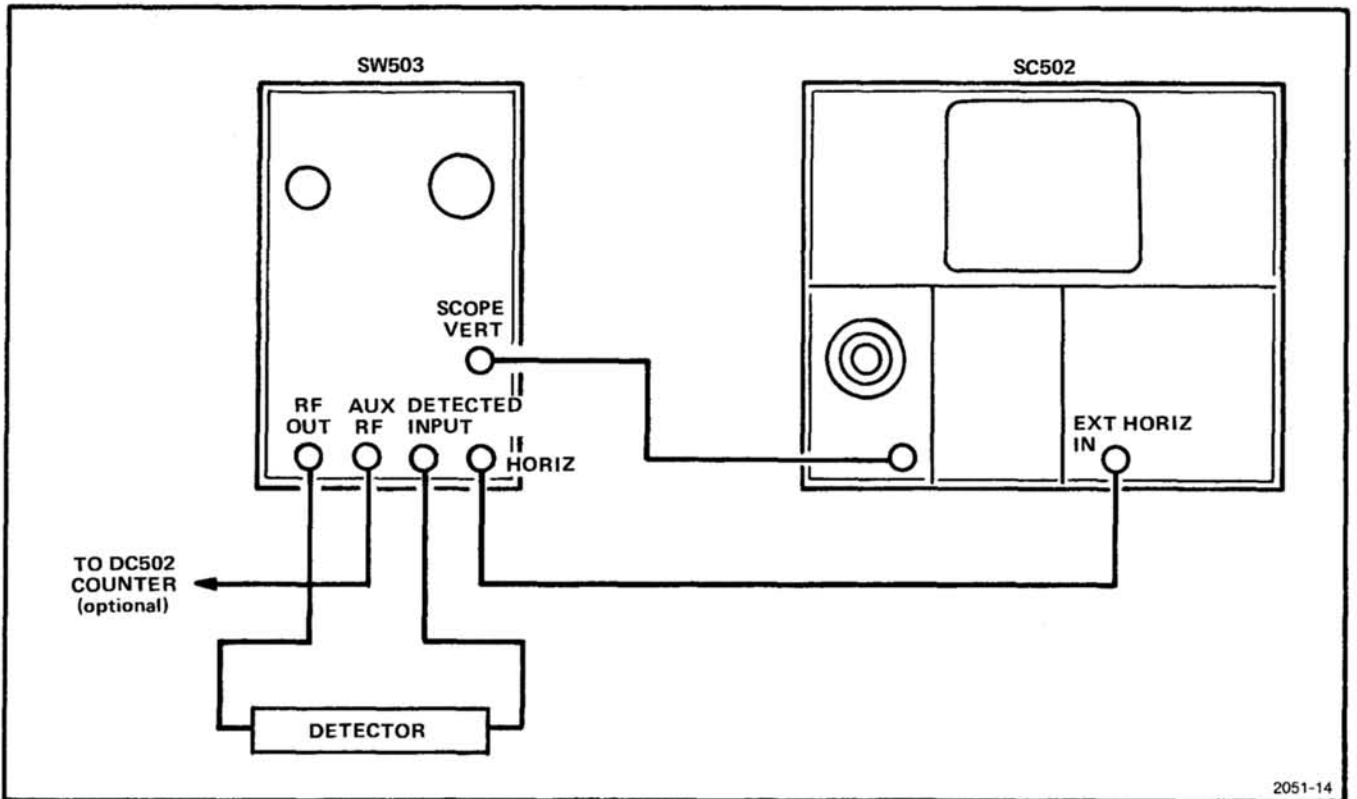 SW503
SC502
SCOPE
VERT
RF
OUT
AUX
RF
DETECTED
INPUT
HORIZ
EXT HORIZ
IN
TO DC502
COUNTER
(optional)
DETECTOR
2051-14